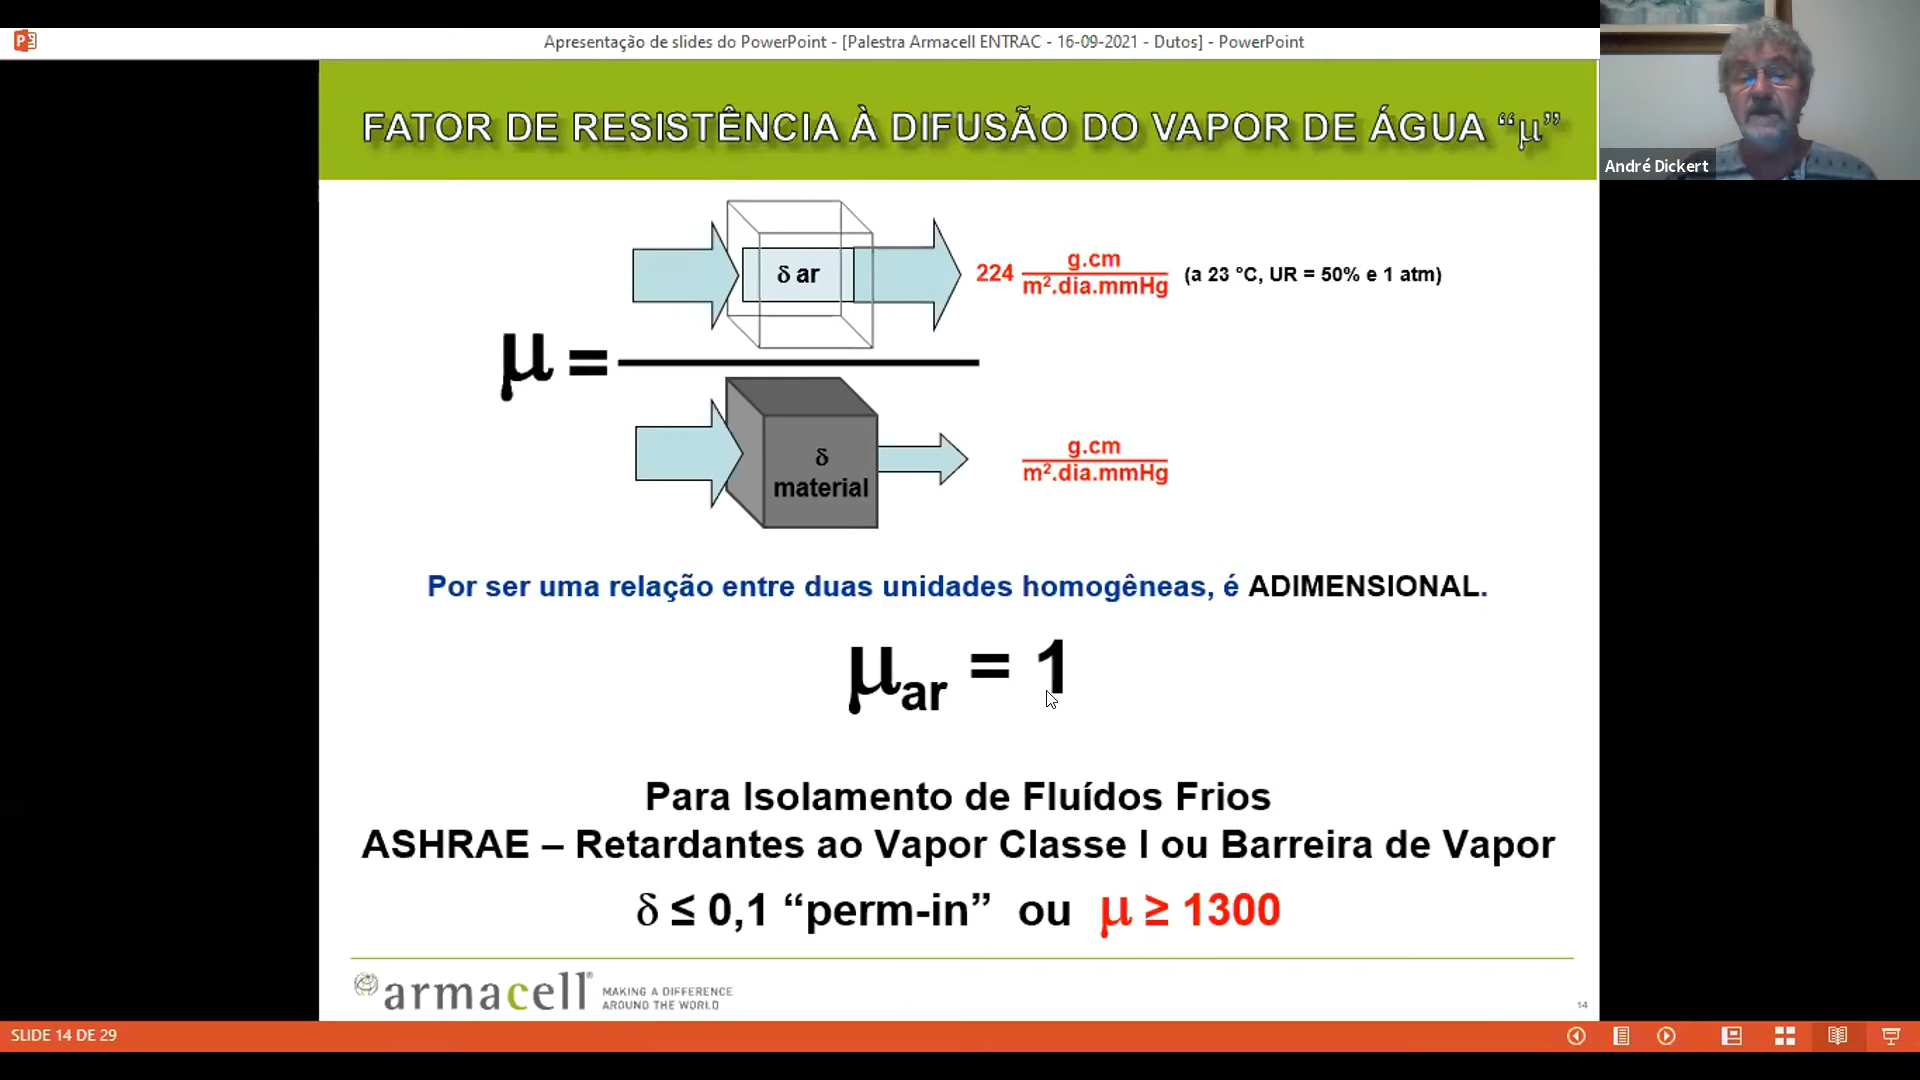 Apresentação de slides do PowerPoint - [Palestra Armacell ENTRAC - 16-09-2021 - Dutos] - PowerPoint
André Dickert
FATOR DE RESISTÊNCIA À DIFUSÃO DO VAPOR DE ÁGUA “µ”
δ ar
224 g.cm
m².dia.mmHg
(a 23 °C, UR = 50% e 1 atm)
µ =
δ
material
g.cm
m².dia.mmHg
Por ser uma relação entre duas unidades homogêneas, é ADIMENSIONAL.
µar = 1
Para Isolamento de Fluídos Frios
ASHRAE – Retardantes ao Vapor Classe I ou Barreira de Vapor
δ ≤ 0,1 “perm-in” ou µ ≥ 1300
armacell®
MAKING A DIFFERENCE
AROUND THE WORLD
14
SLIDE 14 DE 29